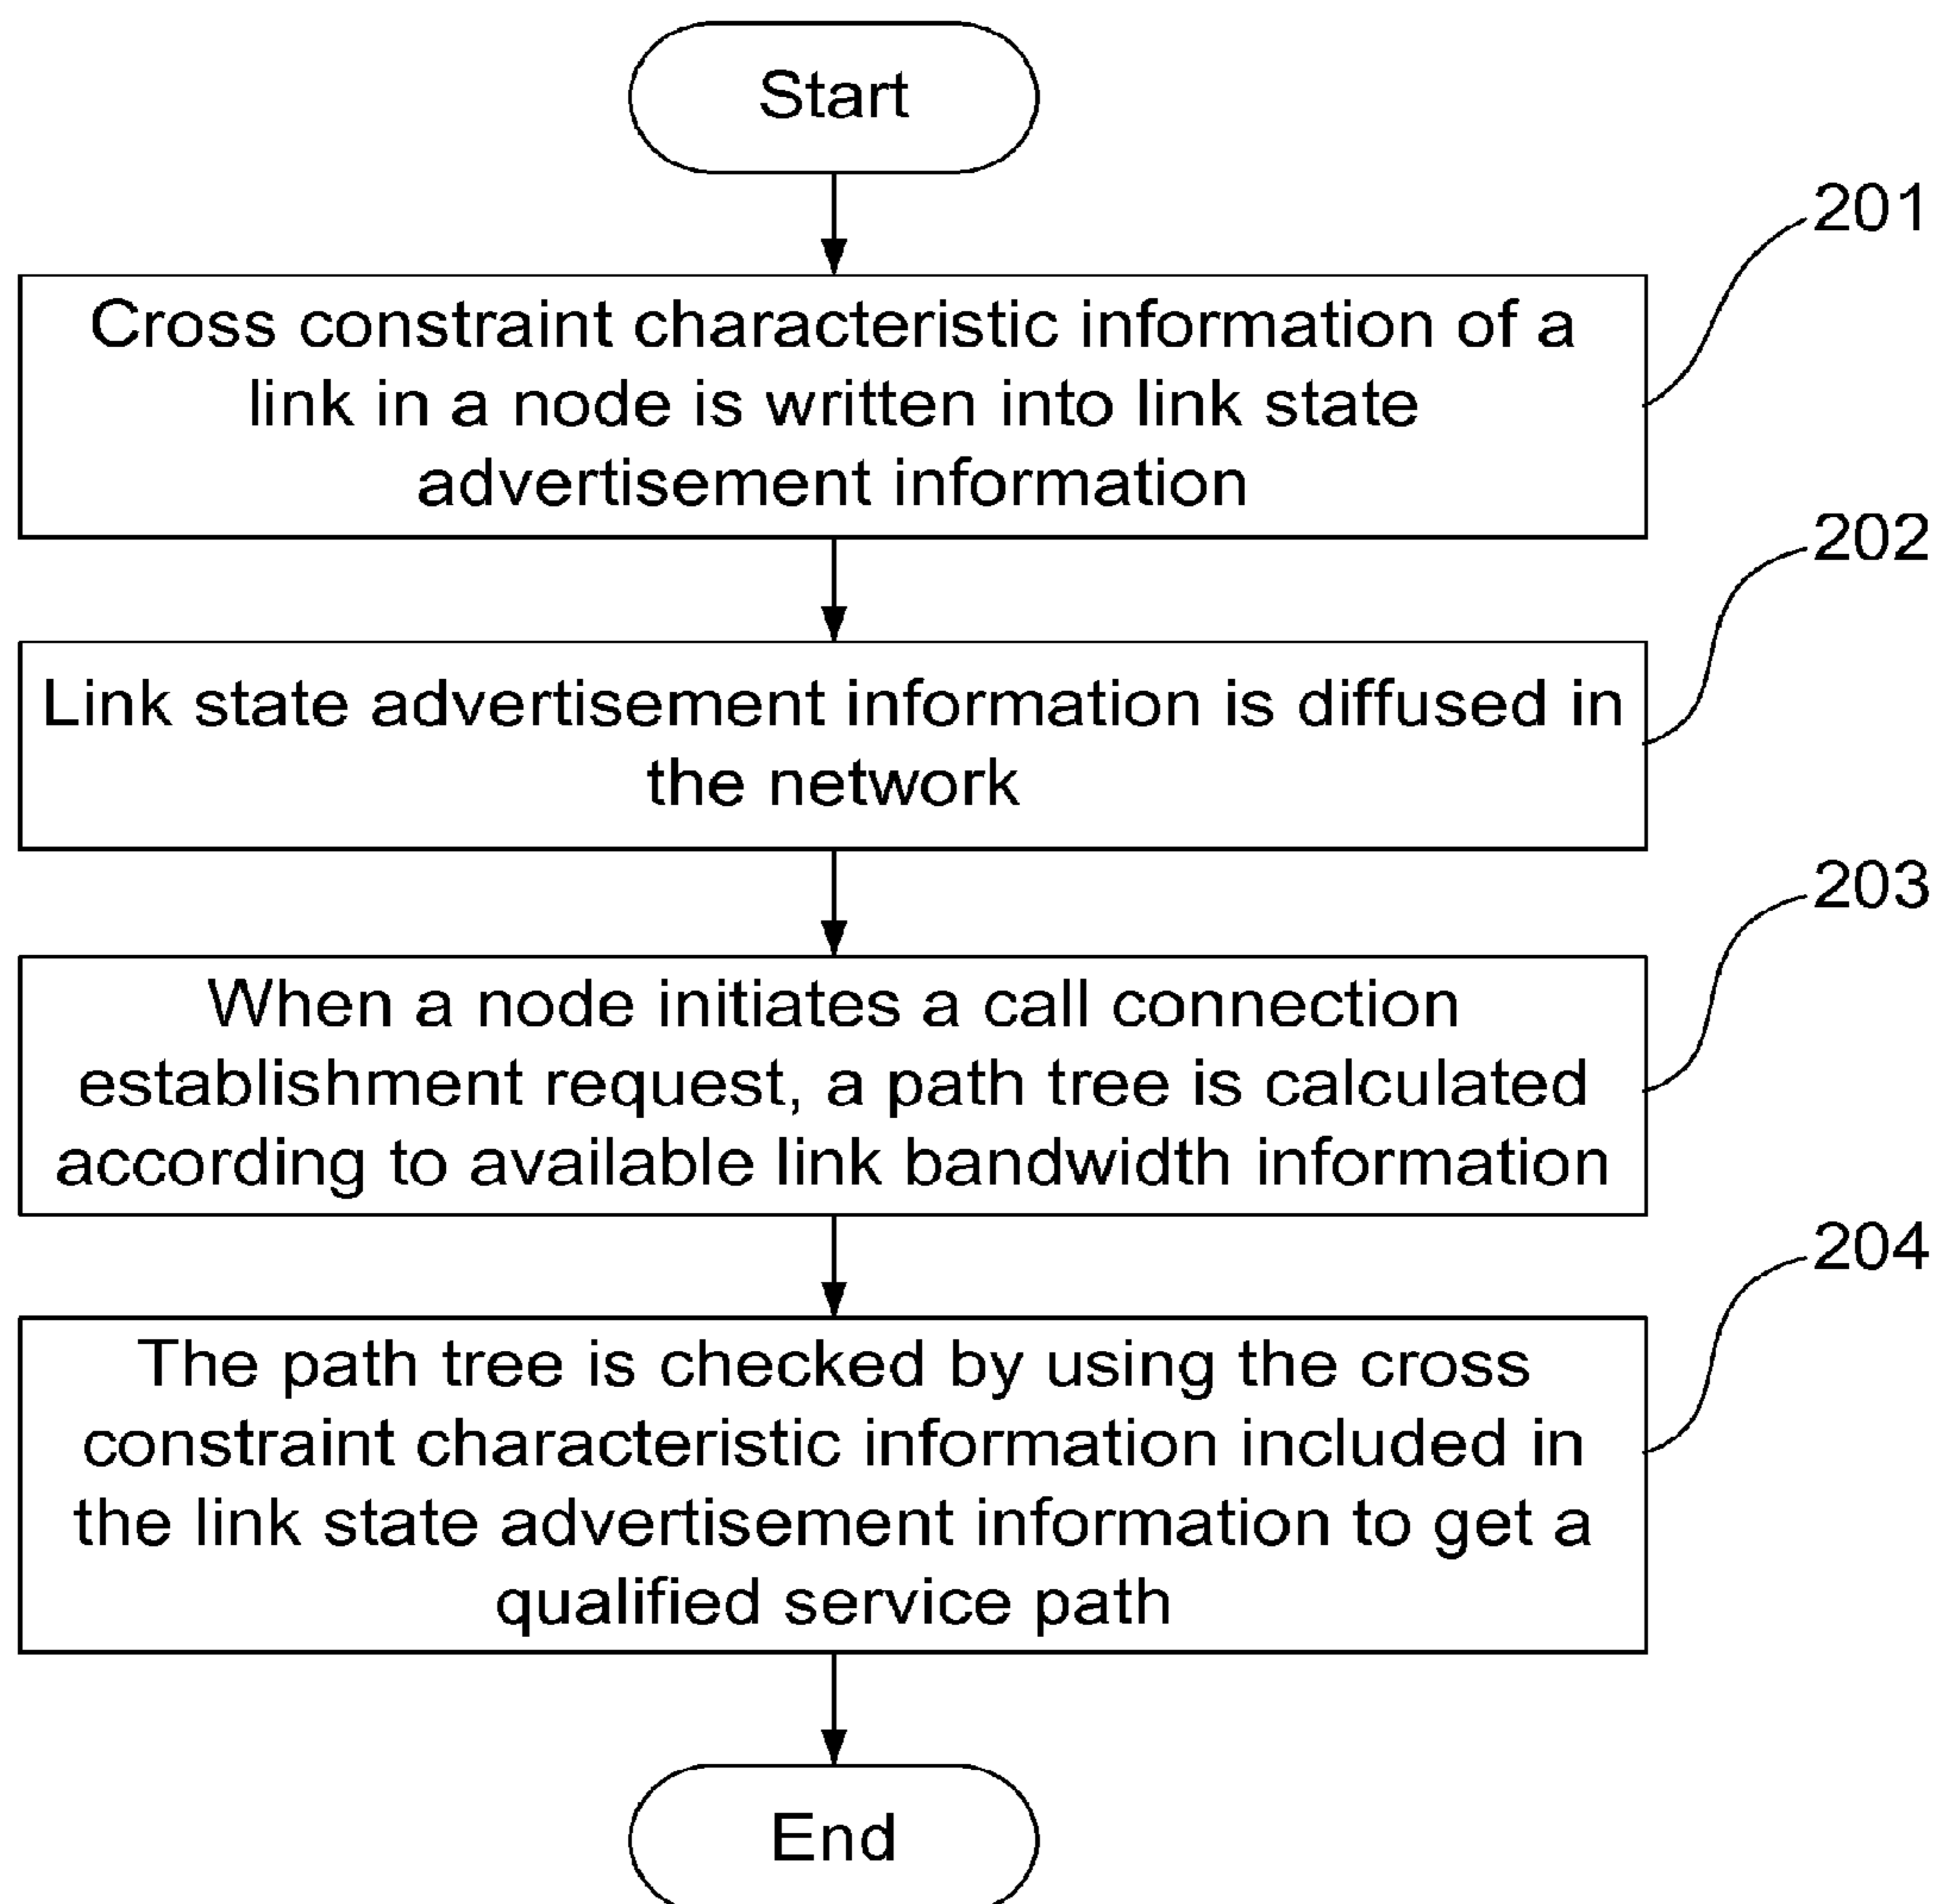 Start
201
Cross constraint characteristic information of a
link in a node is written into link state
advertisement information
202
Link state advertisement information is diffused in
the network
203
When a node initiates a call connection
establishment request, a path tree is calculated
according to available link bandwidth information
204
The path tree is checked by using the cross
constraint characteristic information included in
the link state advertisement information to get a
qualified service path
End